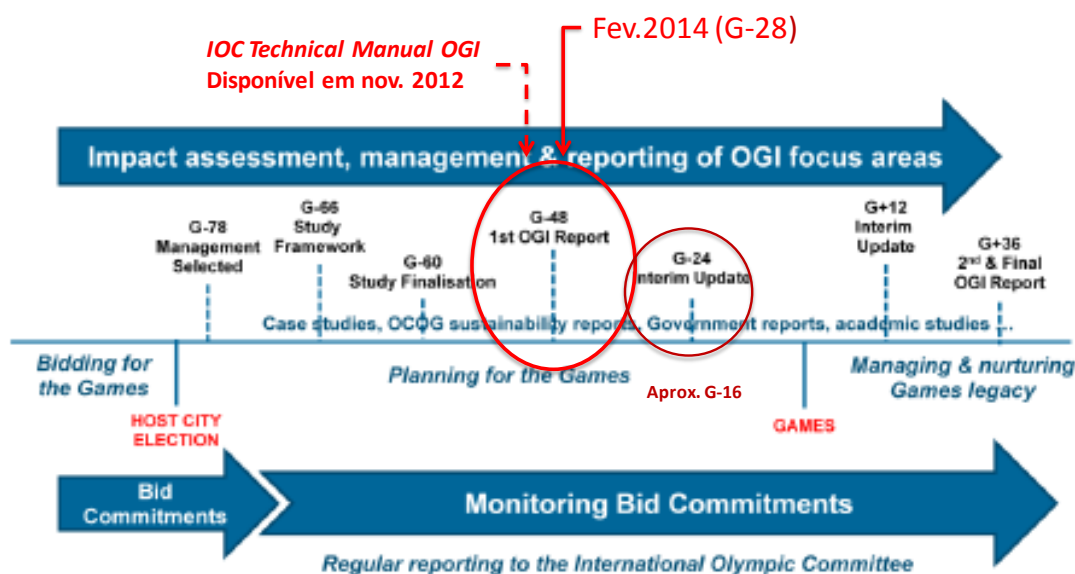 Fev.2014 (G-28)
IOC Technical Manual OGI
Disponível em nov. 2012
Impact assessment, management & reporting of OGI focus areas
G-78
Management
Selected
G-66
Study
Framework
G-60
Study Finalisation
G-48
1st OGI Report
G-24
Interim Update
G+12
Interim
Update
G+36
2nd & Final
OGI Report
Case studies, OCOG sustainability reports, Government reports, academic studies ...
Bidding for
the Games
Planning for the Games
Managing & nurturing
Games legacy
Aprox. G-16
HOST CITY
ELECTION
GAMES
Bid
Commitments
Monitoring Bid Commitments
Regular reporting to the International Olympic Committee